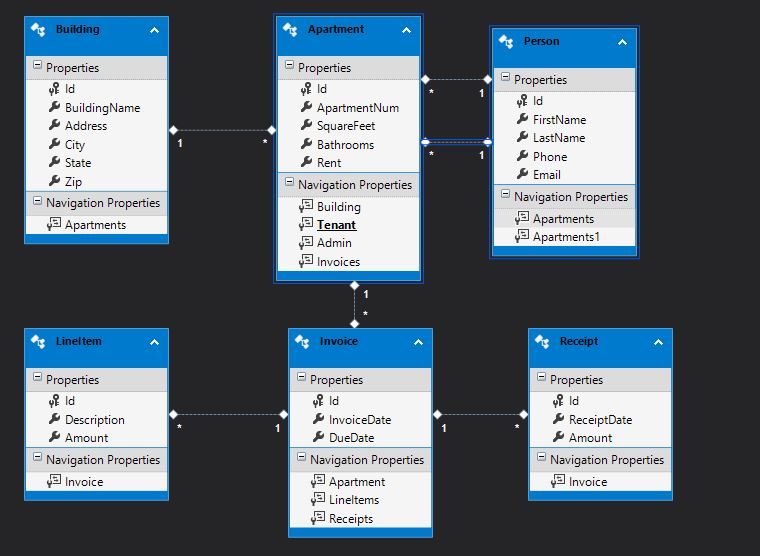 Building
Properties
Id
BuildingName
Address
City
State
Zip
Navigation Properties
Apartments
1
*
Apartment
Properties
Id
ApartmentNum
SquareFeet
Bathrooms
Rent
Navigation Properties
Building
Tenant
Admin
Invoices
*
1
*
1
Person
Properties
Id
FirstName
LastName
Phone
Email
Navigation Properties
Apartments
Apartments1
1
*
LineItem
Properties
Id
Description
Amount
Navigation Properties
Invoice
*
1
Invoice
Properties
Id
InvoiceDate
DueDate
Navigation Properties
Apartment
LineItems
Receipts
1
*
Receipt
Properties
Id
ReceiptDate
Amount
Navigation Properties
Invoice